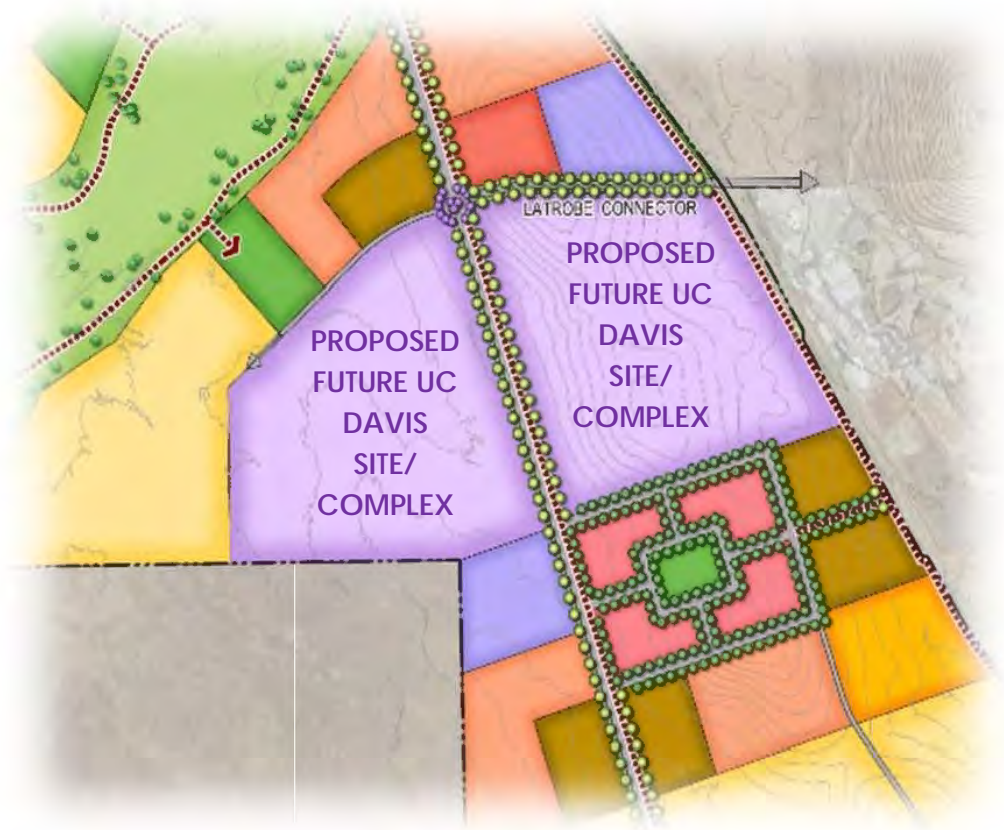 LATROBE CONNECTOR
PROPOSED
FUTURE UC
DAVIS
SITE/
COMPLEX
PROPOSED
FUTURE UC
DAVIS
SITE/
COMPLEX